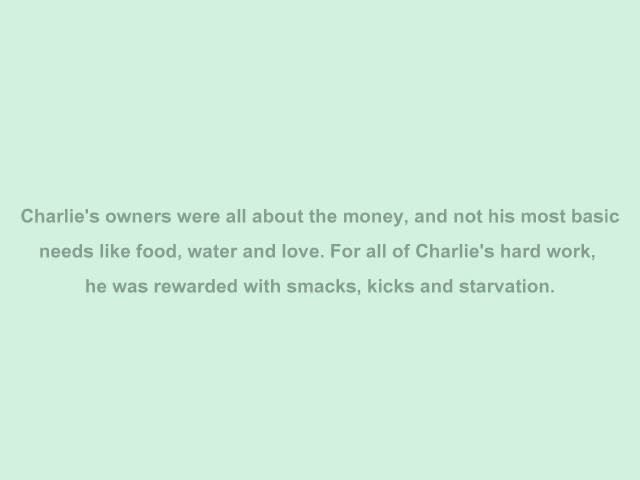 Charlie's owners were all about the money, and not his most basic
needs like food, water and love. For all of Charlie's hard work,
he was rewarded with smacks, kicks and starvation.